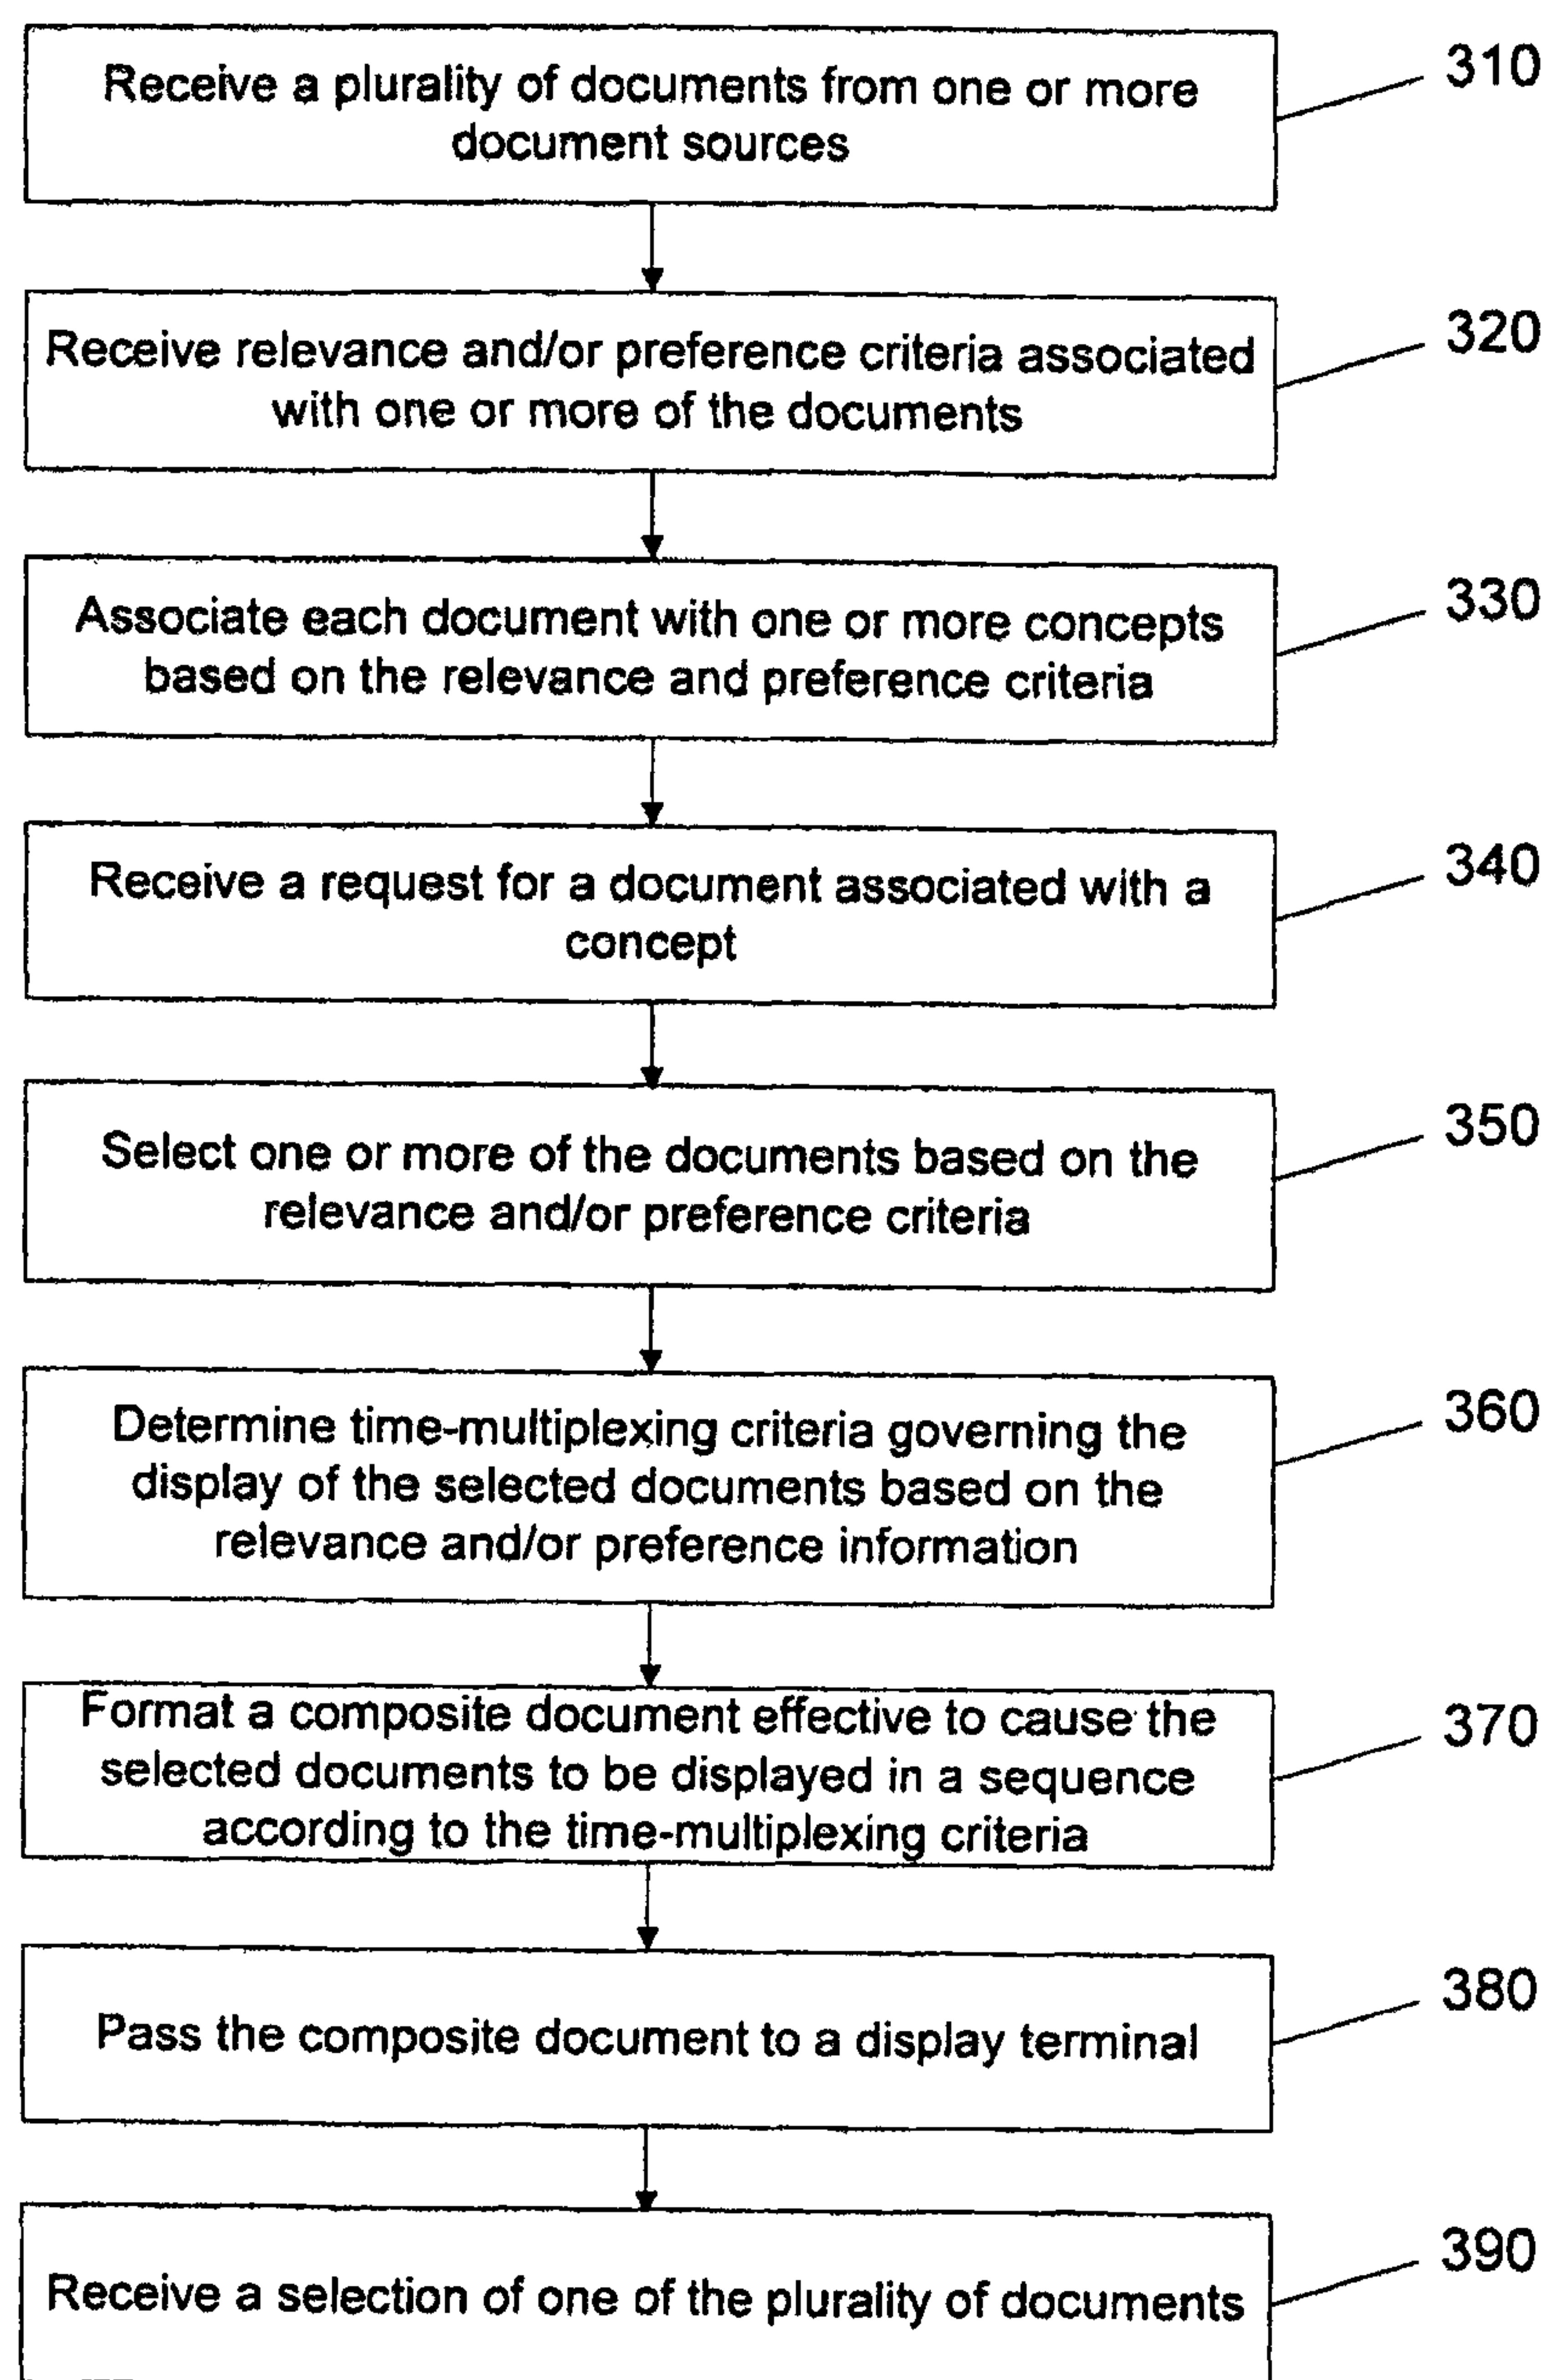 Receive a plurality of documents from one or more
document sources
310
Receive relevance and/or preference criteria associated
with one or more of the documents
320
Associate each document with one or more concepts
based on the relevance and preference criteria
330
Receive a request for a document associated with a
concept
340
Select one or more of the documents based on the
relevance and/or preference criteria
350
Determine time-multiplexing criteria governing the
display of the selected documents based on the
relevance and/or preference information
360
Format a composite document effective to cause the
selected documents to be displayed in a sequence
according to the time-multiplexing criteria
370
Pass the composite document to a display terminal
380
Receive a selection of one of the plurality of documents
390